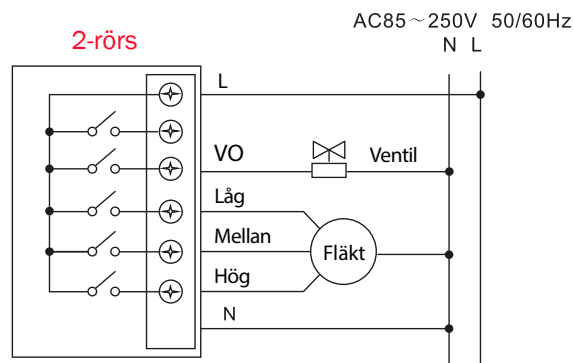 AC85～250V 50/60Hz
2-rörs
N L
L
VO
Ventil
Låg
Mellan
Fläkt
Hög
N